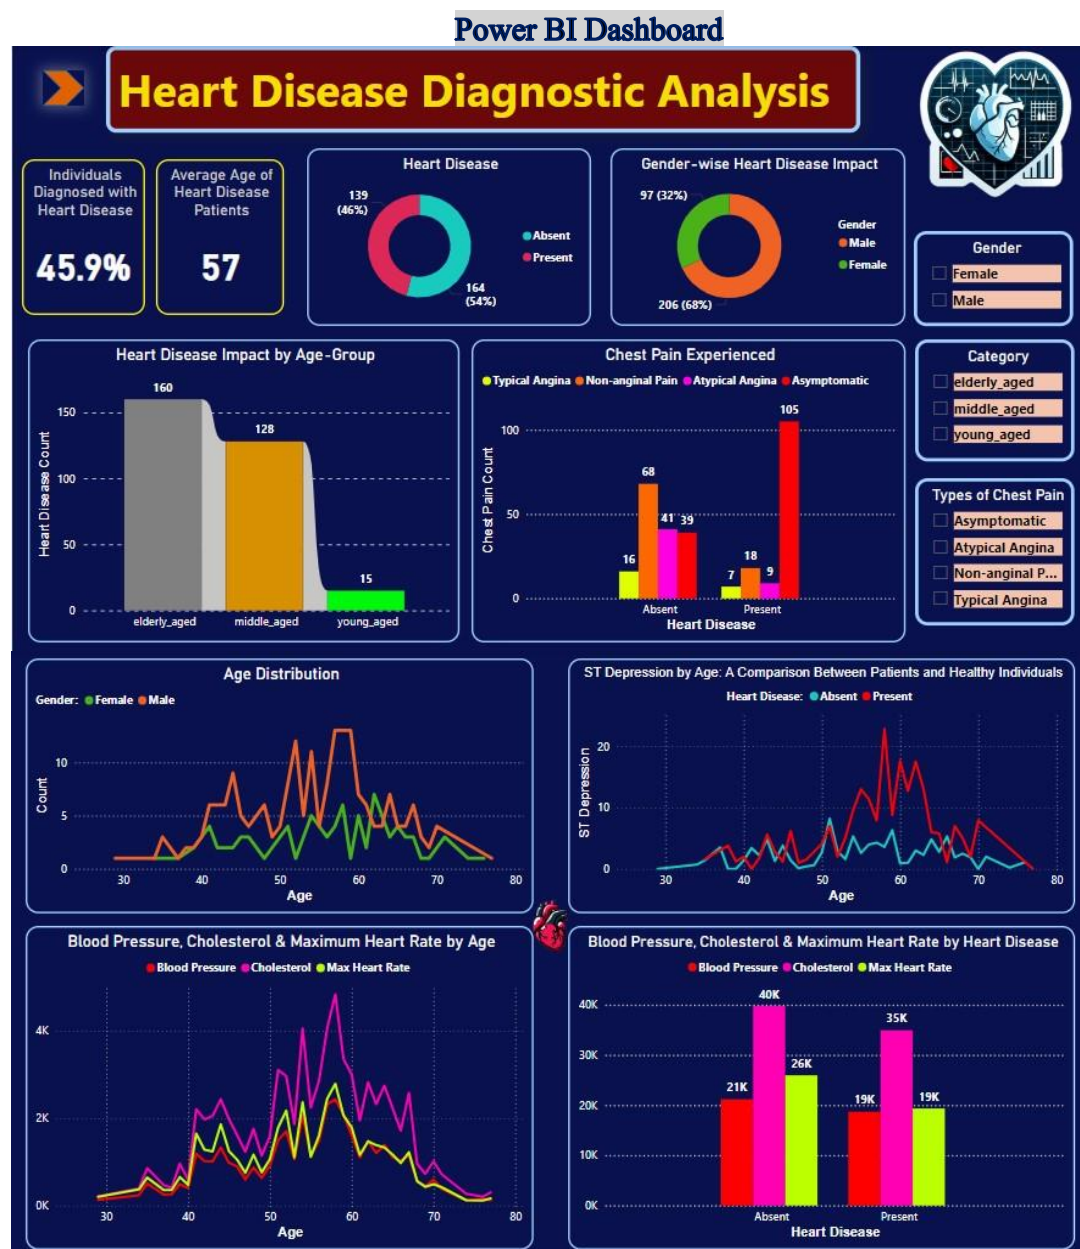 Power BI Dashboard
Heart Disease Diagnostic Analysis
Individuals
Diagnosed with
Heart Disease
45.9%
Average Age of
Heart Disease
Patients
57
Heart Disease
139
(46%)
164
(54%)
Absent
Present
Gender-wise Heart Disease Impact
97 (32%)
206 (68%)
Gender
Male
Female
Gender
Female
Male
Heart Disease Impact by Age-Group
Heart Disease Count
150
100
50
0
160
128
15
elderly_aged
middle_aged
young_aged
Chest Pain Experienced
Typical Angina Non-anginal Pain Atypical Angina Asymptomatic
Chest Pain Count
100
50
0
16
68
41
39
7
18
9
105
Absent
Present
Heart Disease
Category
elderly_aged
middle_aged
young_aged
Types of Chest Pain
Asymptomatic
Atypical Angina
Non-anginal P...
Typical Angina
Age Distribution
Gender: Female Male
Count
10
5
0
30 40 50 60 70 80
Age
ST Depression by Age: A Comparison Between Patients and Healthy Individuals
Heart Disease: Absent Present
ST Depression
20
10
0
30 40 50 60 70 80
Age
Blood Pressure, Cholesterol & Maximum Heart Rate by Age
Blood Pressure Cholesterol Max Heart Rate
4K
2K
0K
30 40 50 60 70 80
Age
Blood Pressure, Cholesterol & Maximum Heart Rate by Heart Disease
Blood Pressure Cholesterol Max Heart Rate
40K
30K
20K
10K
0K
21K
40K
26K
19K
35K
19K
Absent
Present
Heart Disease